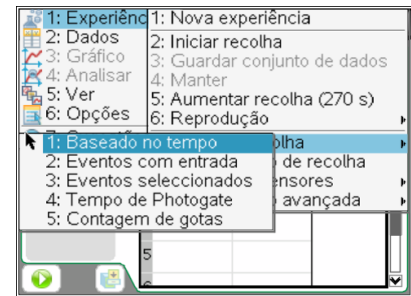 1: Experiênc
2: Dados
3: Gráfico
4: Analisar
5: Ver
6: Opções
1: Nova experiência
2: Iniciar recolha
3: Guardar conjunto de dados
4: Manter
5: Aumentar recolha (270 s)
6: Reprodução
olha
de recolha
ensores
avançada
1: Baseado no tempo
2: Eventos com entrada
3: Eventos seleccionados
4: Tempo de Photogate
5: Contagem de gotas
5